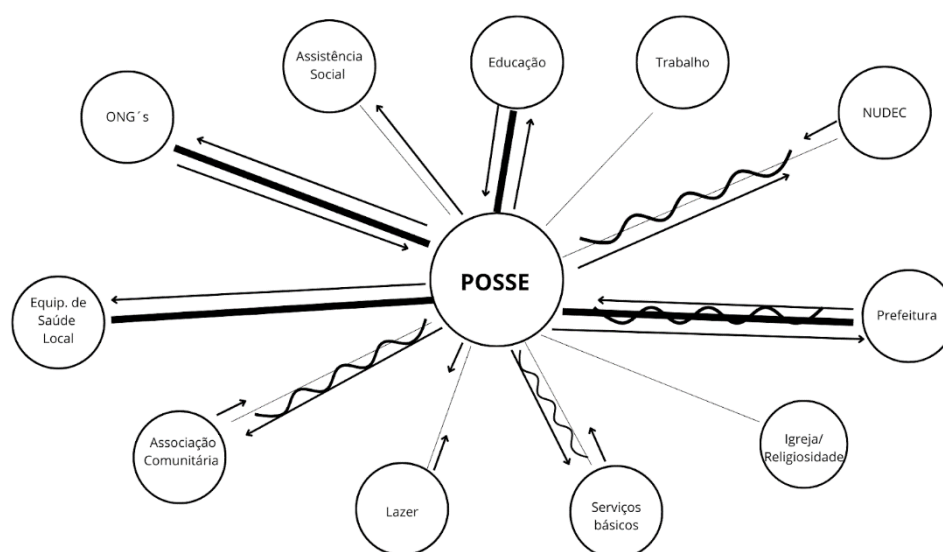 Assistência
Social
Educação
Trabalho
ONG´s
NUDEC
POSSE
Equip. de
Saúde
Local
Prefeitura
Associação
Comunitária
Igreja/
Religiosidade
Lazer
Serviços
básicos